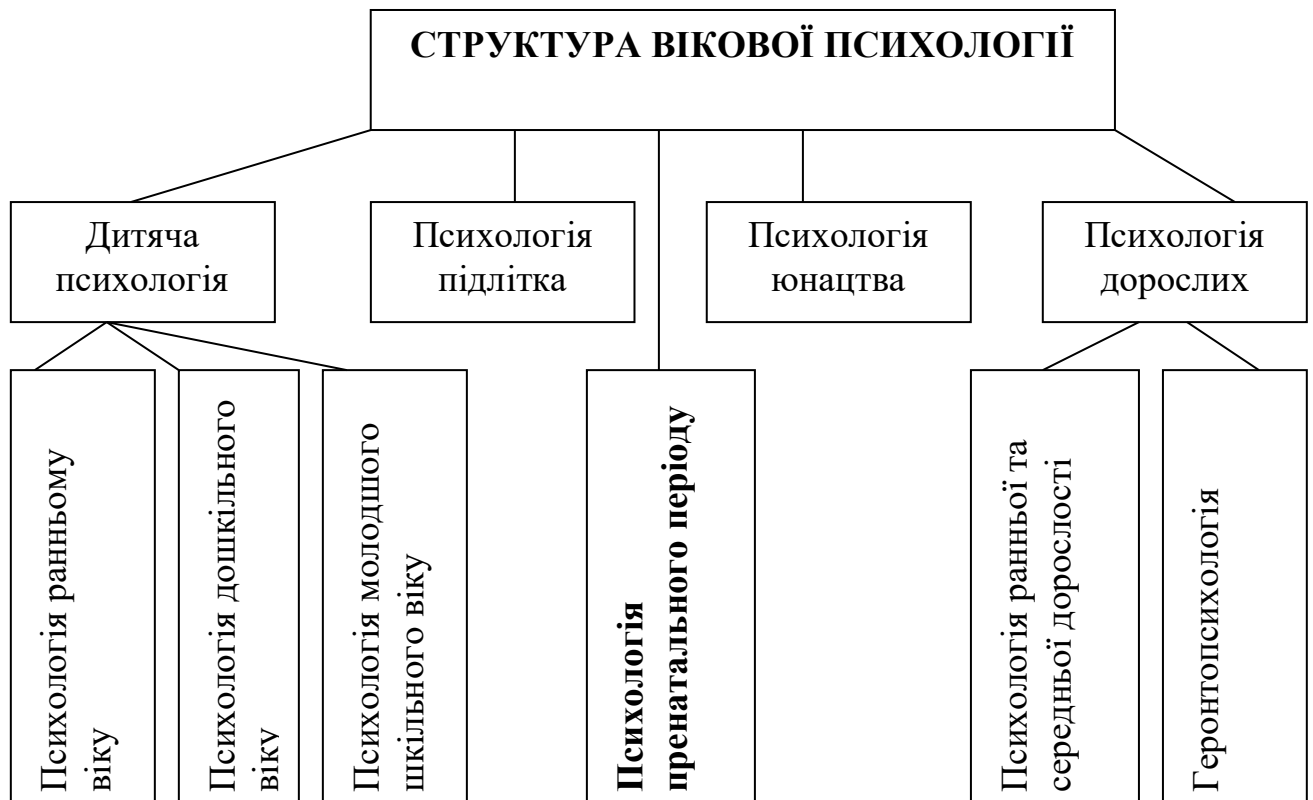 СТРУКТУРА ВІКОВОЇ ПСИХОЛОГІЇ
Дитяча
психологія
Психологія
підлітка
Психологія
юнацтва
Психологія
дорослих
Психологія ранньому
віку
Психологія дошкільного
віку
Психологія молодшого
шкільного віку
Психологія
пренатального періоду
Психологія ранньої та
середньої дорослості
Геронтопсихологія